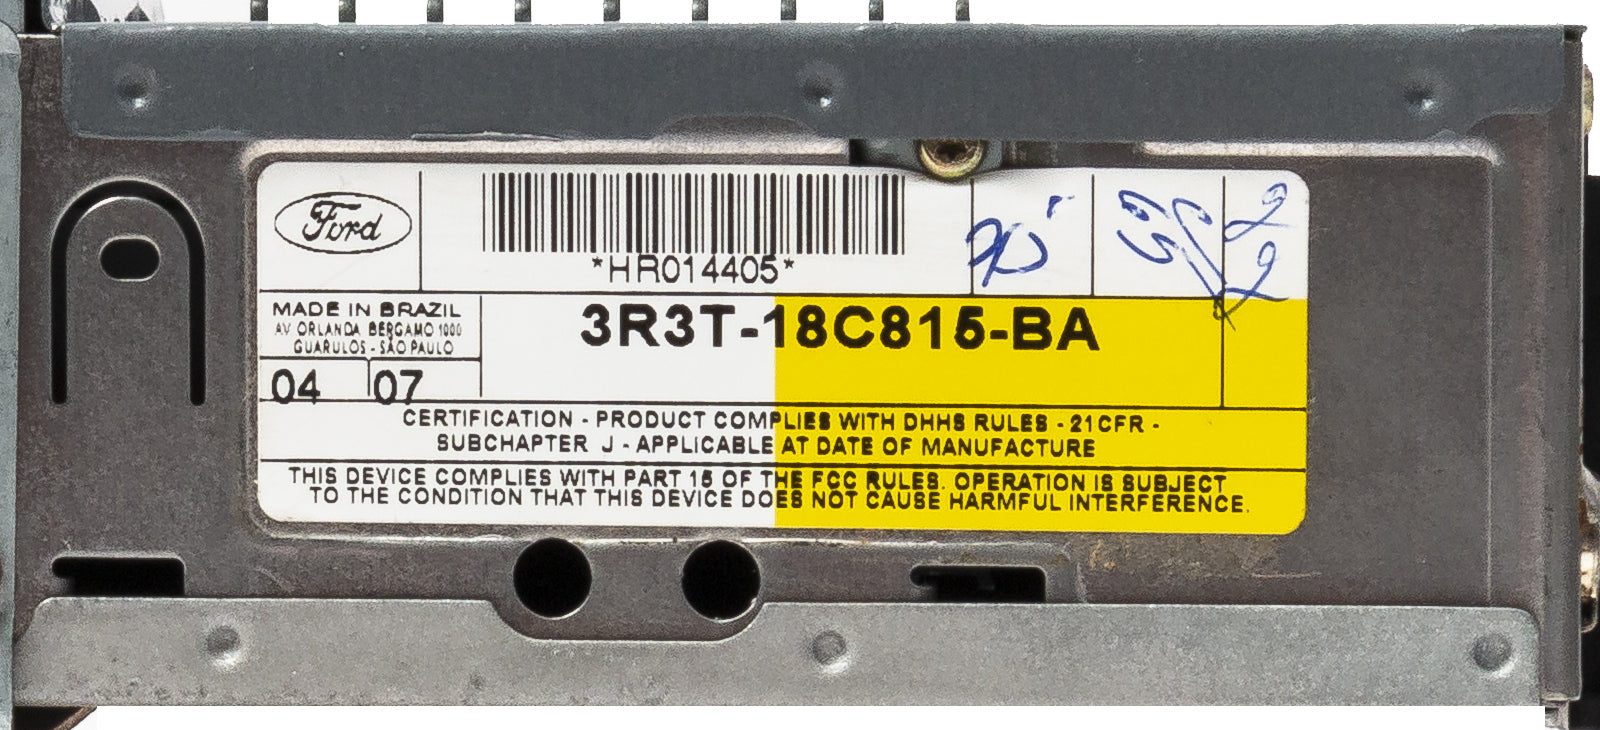 Ford
*HR014405*
MADE IN BRAZIL
AV ORLANDA BERGAMO 1000
GUARULOS - SÃO PAULO
3R3T-18C815-BA
04 07
CERTIFICATION - PRODUCT COMPLIES WITH DHHS RULES - 21CFR -
SUBCHAPTER J - APPLICABLE AT DATE OF MANUFACTURE
THIS DEVICE COMPLIES WITH PART 15 OF THE FCC RULES. OPERATION IS SUBJECT
TO THE CONDITION THAT THIS DEVICE DOES NOT CAUSE HARMFUL INTERFERENCE.